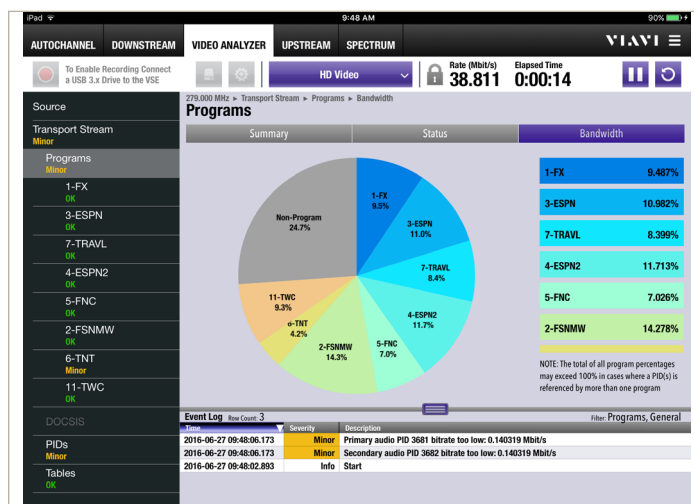 iPad 9:48 AM 90%
AUTOCHANNEL DOWNSTREAM VIDEO ANALYZER UPSTREAM SPECTRUM VIAVI
To Enable Recording Connect
a USB 3.x Drive to the VSE
HD Video
Rate (Mbit/s)
38.811
Elapsed Time
0:00:14
Source
Transport Stream
Minor
Programs
Minor
1-FX
OK
3-ESPN
OK
7-TRAVL
OK
4-ESPN2
OK
5-FNC
OK
2-FSNMW
OK
6-TNT
Minor
11-TWC
OK
DOCSIS
PIDs
Minor
Tables
OK
279.000 MHz ▸ Transport Stream ▸ Programs ▸ Bandwidth
Programs
Summary Status Bandwidth
1-FX
9.5%
3-ESPN
11.0%
7-TRAVL
8.4%
4-ESPN2
11.7%
5-FNC
7.0%
2-FSNMW
14.3%
6-TNT
4.2%
11-TWC
9.3%
Non-Program
24.7%
1-FX 9.487%
3-ESPN 10.982%
7-TRAVL 8.399%
4-ESPN2 11.713%
5-FNC 7.026%
2-FSNMW 14.278%
NOTE: The total of all program percentages
may exceed 100% in cases where a PID(s) is
referenced by more than one program
Event Log Row Count: 3 Filter: Programs, General
Time Severity Description
2016-06-27 09:48:06.173 Minor Primary audio PID 3681 bitrate too low: 0.140319 Mbit/s
2016-06-27 09:48:06.173 Minor Secondary audio PID 3682 bitrate too low: 0.140319 Mbit/s
2016-06-27 09:48:02.893 Info Start